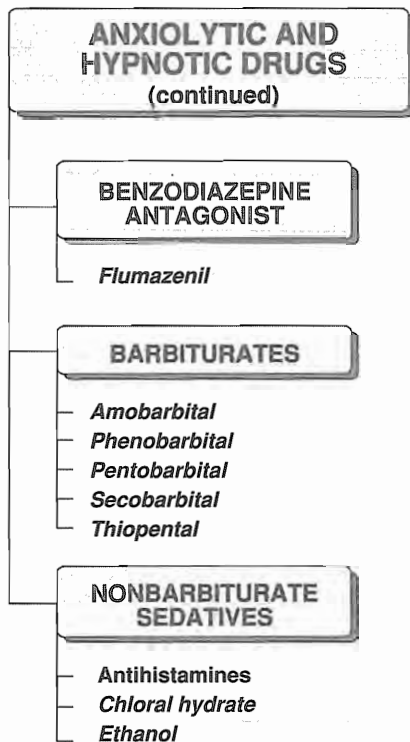 ANXIOLYTIC AND
HYPNOTIC DRUGS
(continued)
BENZODIAZEPINE
ANTAGONIST
Flumazenil
BARBITURATES
Amobarbital
Phenobarbital
Pentobarbital
Secobarbital
Thiopental
NONBARBITURATE
SEDATIVES
Antihistamines
Chloral hydrate
Ethanol